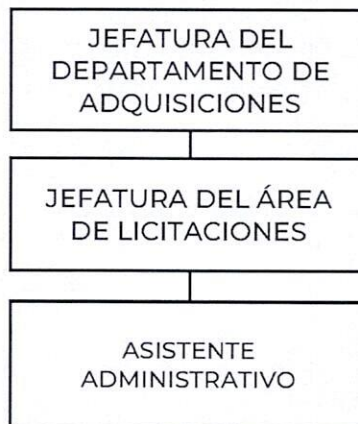 JEFATURA DEL
DEPARTAMENTO DE
ADQUISICIONES
JEFATURA DEL ÁREA
DE LICITACIONES
ASISTENTE
ADMINISTRATIVO